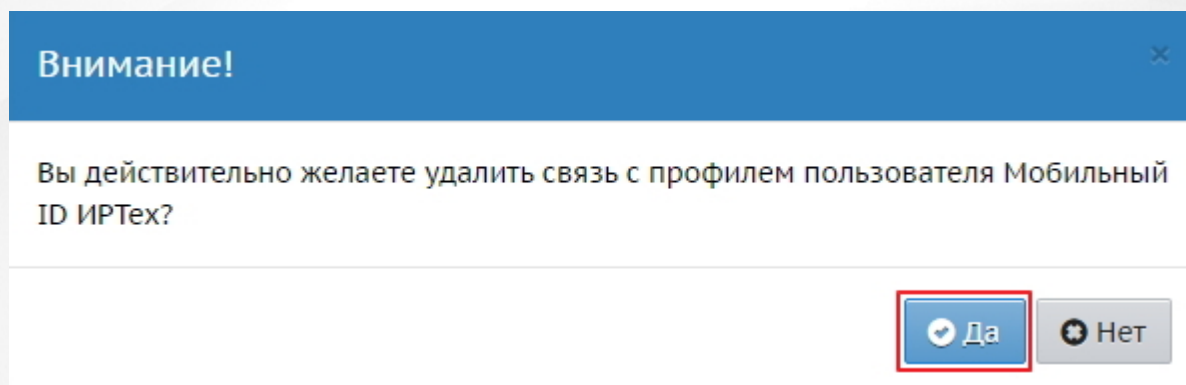 Внимание!
Вы действительно желаете удалить связь с профилем пользователя Мобильный
ID ИРТех?
Да
Нет